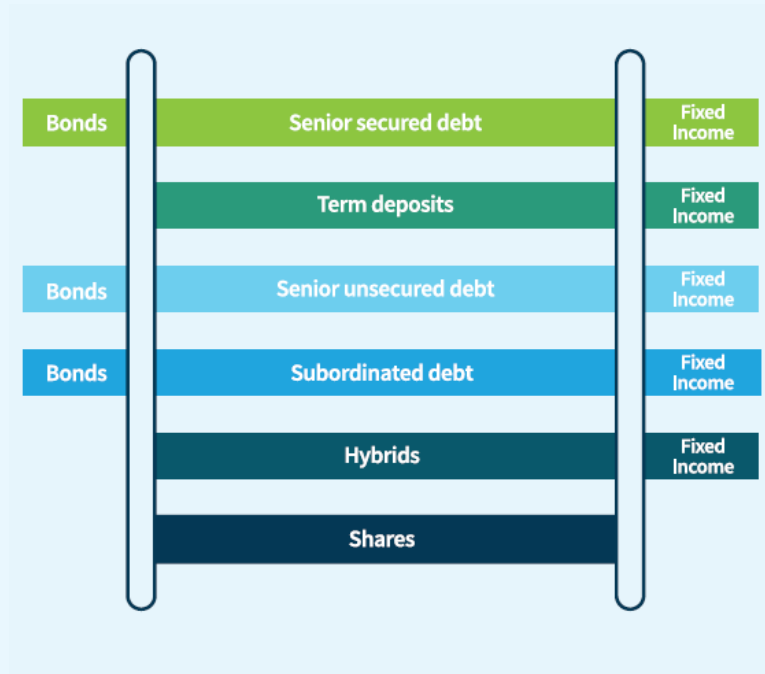 Bonds
Senior secured debt
Fixed
Income
Term deposits
Fixed
Income
Bonds
Senior unsecured debt
Fixed
Income
Bonds
Subordinated debt
Fixed
Income
Hybrids
Fixed
Income
Shares